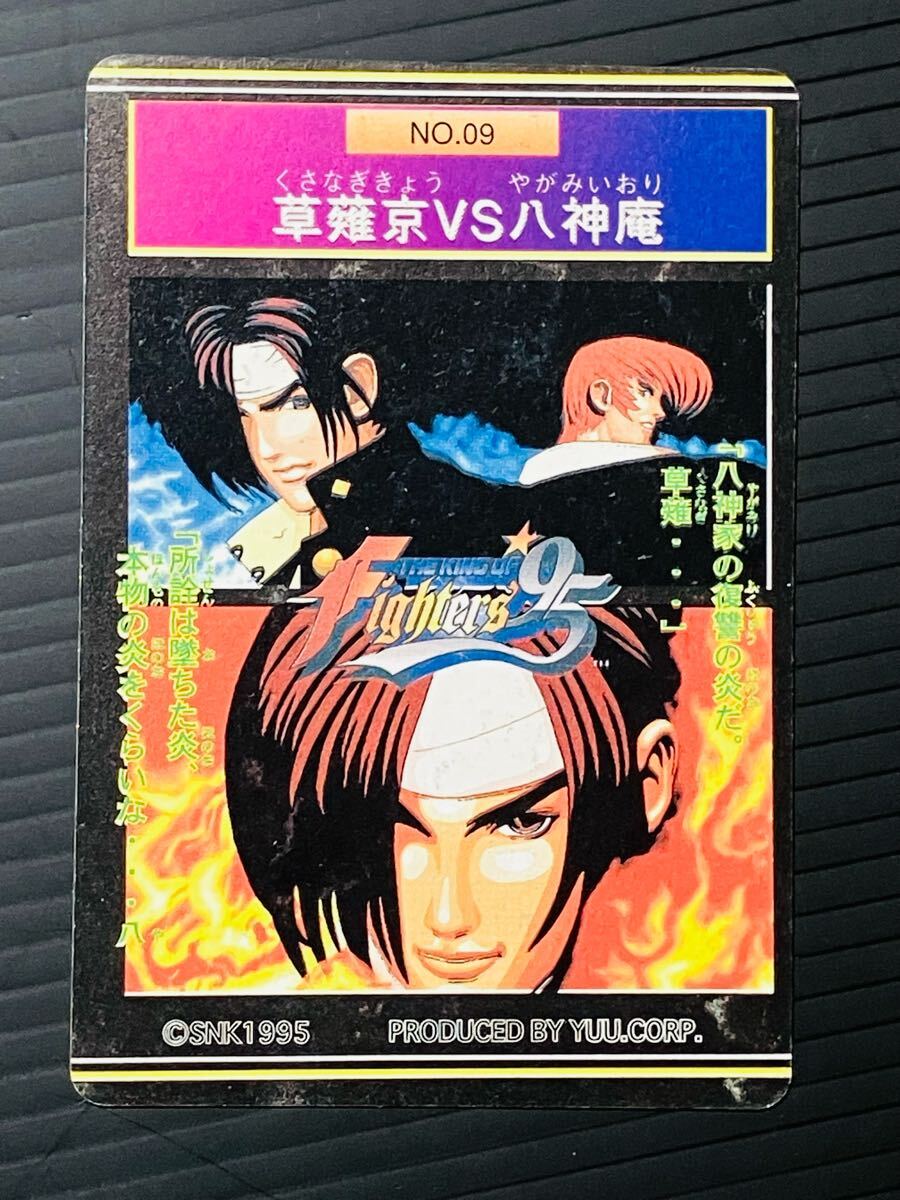 NO.09
くさなぎきょう やがみいおり
草薙京VS八神庵
「八神家の復讐の炎だ。
草薙・・・」
THE KING OF
Fighters'95
「所詮は墜ちた炎、
本物の炎をくらいな・・・八
©SNK1995 PRODUCED BY YUU.CORP.